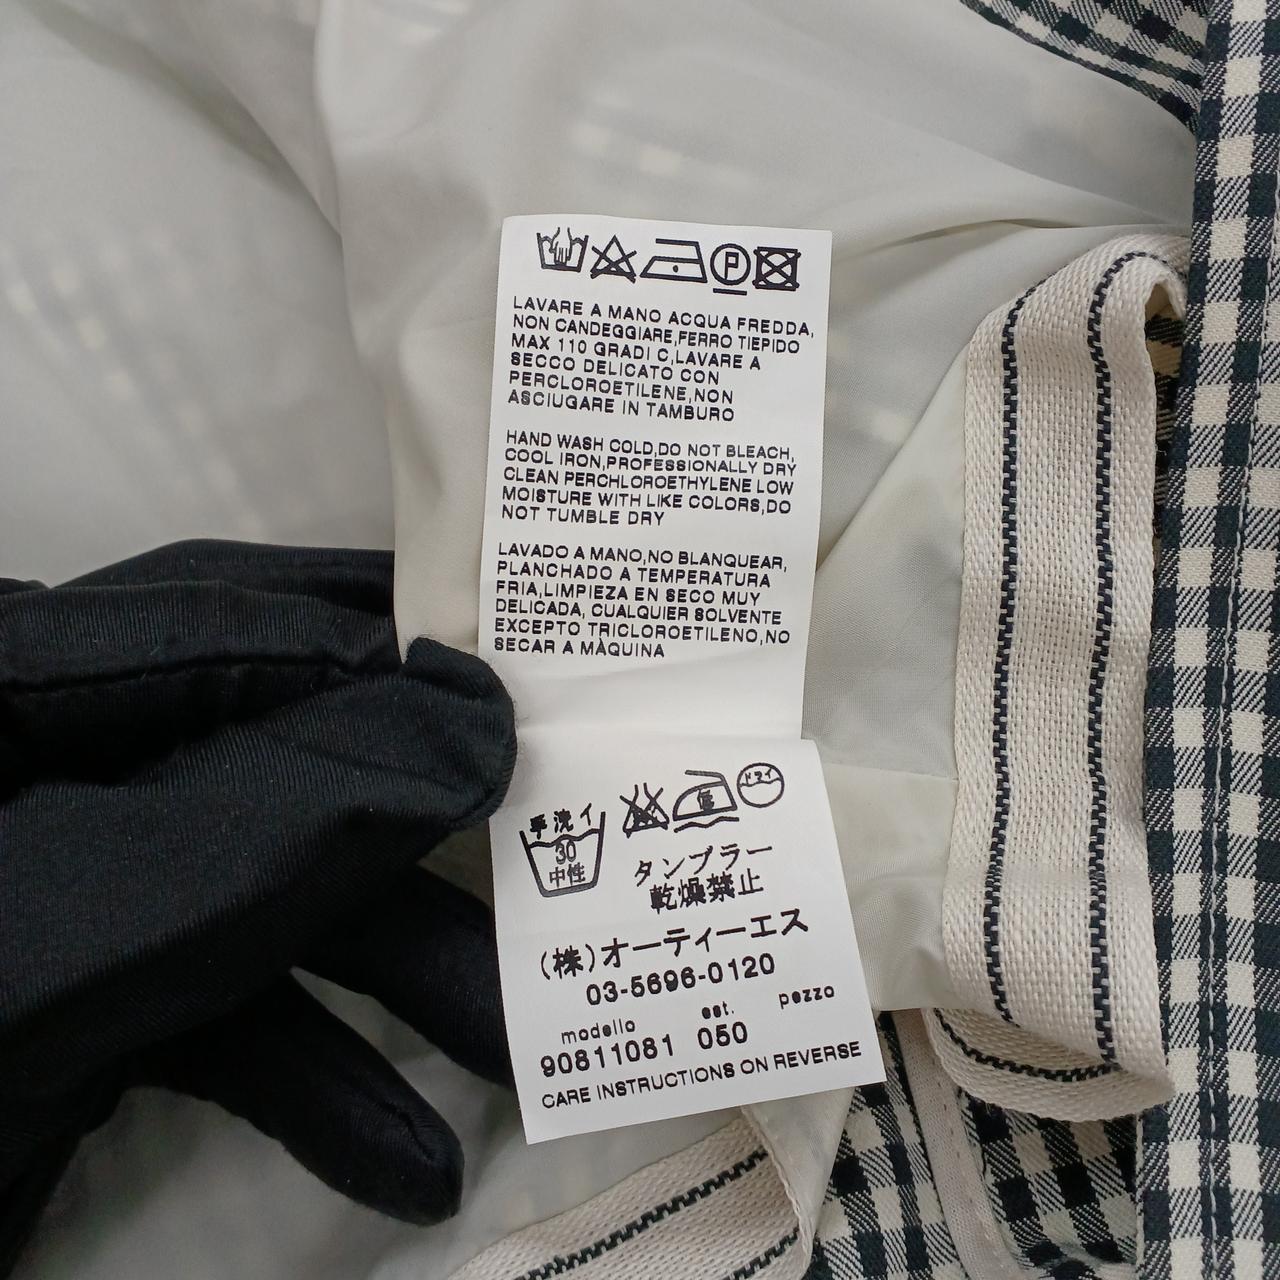 P
LAVARE A MANO ACQUA FREDDA,
NON CANDEGGIARE,FERRO TIEPIDO
MAX 110 GRADI C,LAVARE A
SECCO DELICATO CON
PERCLOROETILENE,NON
ASCIUGARE IN TAMBURO
HAND WASH COLD,DO NOT BLEACH,
COOL IRON,PROFESSIONALLY DRY
CLEAN PERCHLOROETHYLENE LOW
MOISTURE WITH LIKE COLORS,DO
NOT TUMBLE DRY
LAVADO A MANO,NO BLANQUEAR,
PLANCHADO A TEMPERATURA
FRIA,LIMPIEZA EN SECO MUY
DELICADA, CUALQUIER SOLVENTE
EXCEPTO TRICLOROETILENO,NO
SECAR A MÀQUINA
手洗イ
30
中性
低
ドライ
タンブラー
乾燥禁止
(株)オーティーエス
03-5696-0120
modello est. pezzo
90811081 050
CARE INSTRUCTIONS ON REVERSE